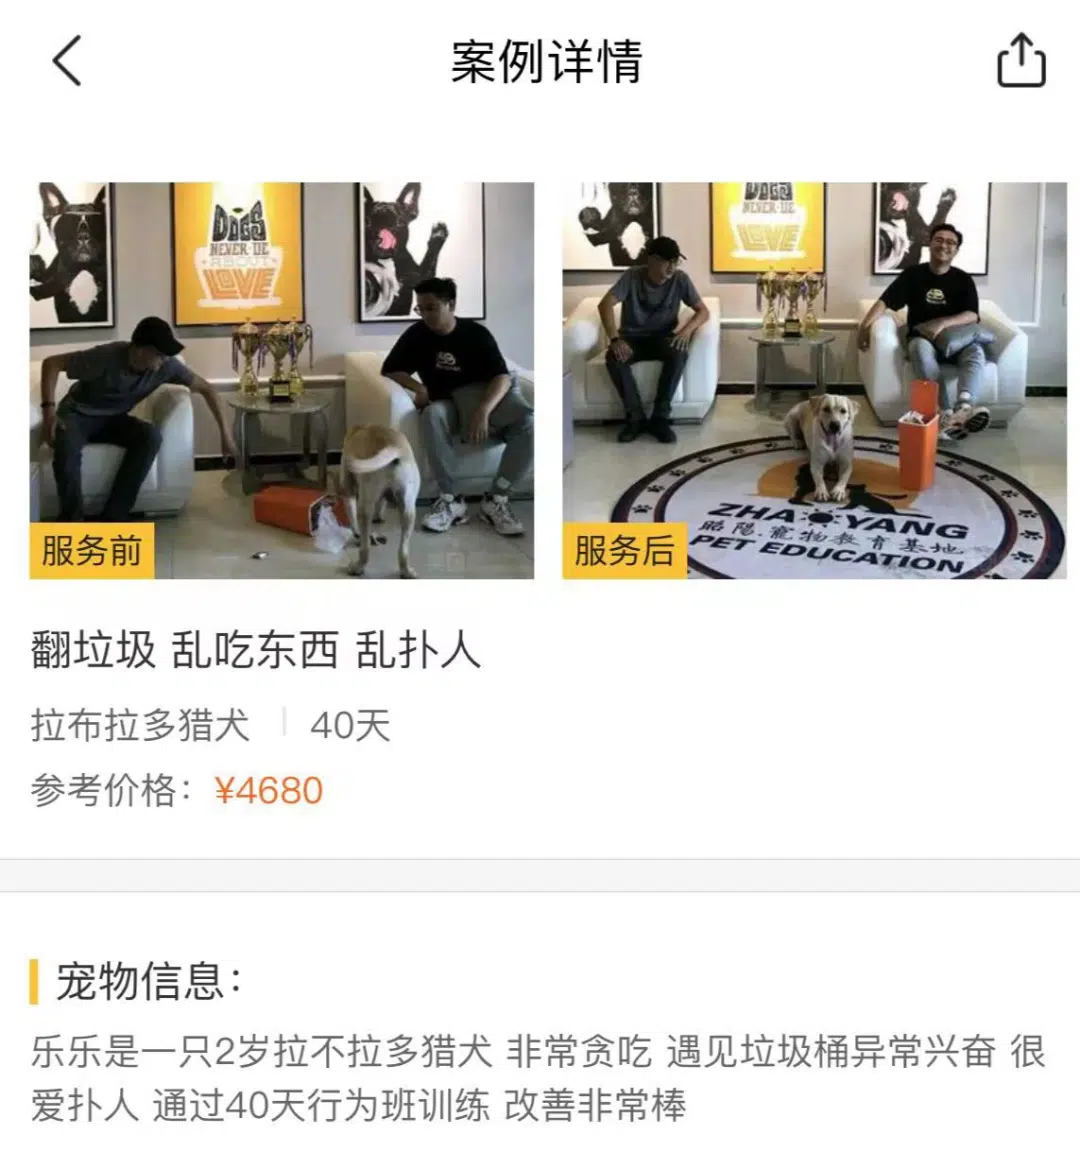 案例详情
DOGS
NEVER LIE
ABOUT
LOVE
服务前
DOGS
NEVER LIE
LOVE
ZHAOYANG
昭陽.寵物教育基地
PET EDUCATION
服务后
翻垃圾 乱吃东西 乱扑人
拉布拉多猎犬 40天
参考价格：¥4680
宠物信息：
乐乐是一只2岁拉不拉多猎犬 非常贪吃 遇见垃圾桶异常兴奋 很
爱扑人 通过40天行为班训练 改善非常棒